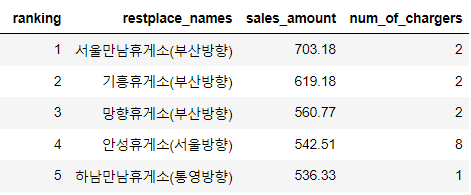 ranking restplace_names sales_amount num_of_chargers
1 서울만남휴게소(부산방향) 703.18 2
2 기흥휴게소(부산방향) 619.18 2
3 망향휴게소(부산방향) 560.77 2
4 안성휴게소(서울방향) 542.51 8
5 하남만남휴게소(통영방향) 536.33 1